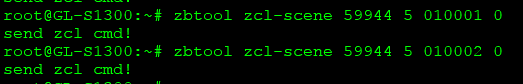 root@GL-S1300:~# zbtool zcl-scene 59944 5 010001 0
send zcl cmd!
root@GL-S1300:~# zbtool zcl-scene 59944 5 010002 0
send zcl cmd!